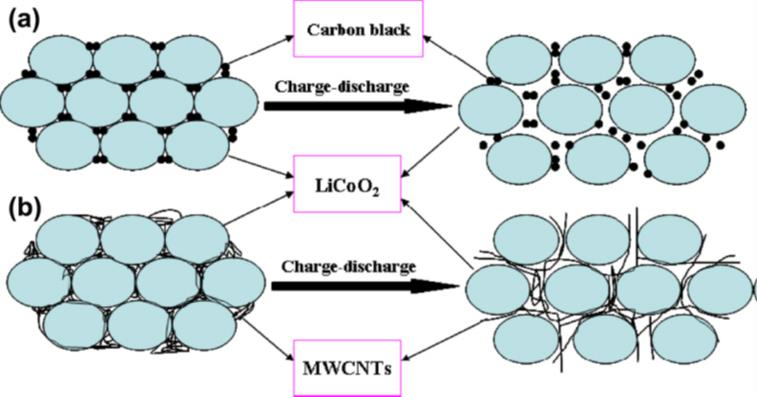 (a)
Carbon black
Charge-discharge
LiCoO₂
(b)
Charge-discharge
MWCNTs